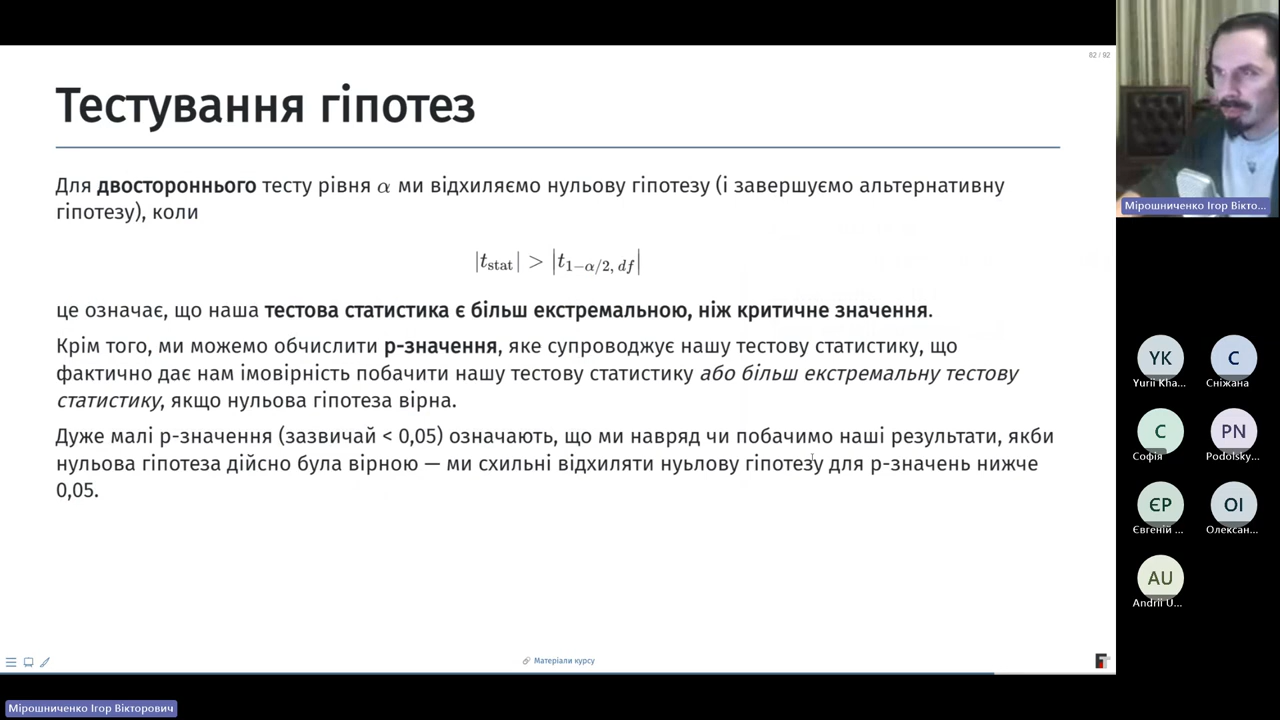 62 / 92
Тестування гіпотез
Для двостороннього тесту рівня α ми відхиляємо нульову гіпотезу (і завершуємо альтернативну
гіпотезу), коли
|t_stat| > |t_{1−α/2, df}|
це означає, що наша тестова статистика є більш екстремальною, ніж критичне значення.
Крім того, ми можемо обчислити p-значення, яке супроводжує нашу тестову статистику, що
фактично дає нам імовірність побачити нашу тестову статистику або більш екстремальну тестову
статистику, якщо нульова гіпотеза вірна.
Дуже малі p-значення (зазвичай < 0,05) означають, що ми навряд чи побачимо наші результати, якби
нульова гіпотеза дійсно була вірною — ми схильні відхиляти нуьлову гіпотезу для p-значень нижче
0,05.
Матеріали курсу
Мірошниченко Ігор Вікто...
YK
C
Yurii Kha...
Сніжана
C
PN
Софія
Podolsky...
ЄР
OI
Євгеній ...
Олексан...
AU
Andrii U...
Мірошниченко Ігор Вікторович